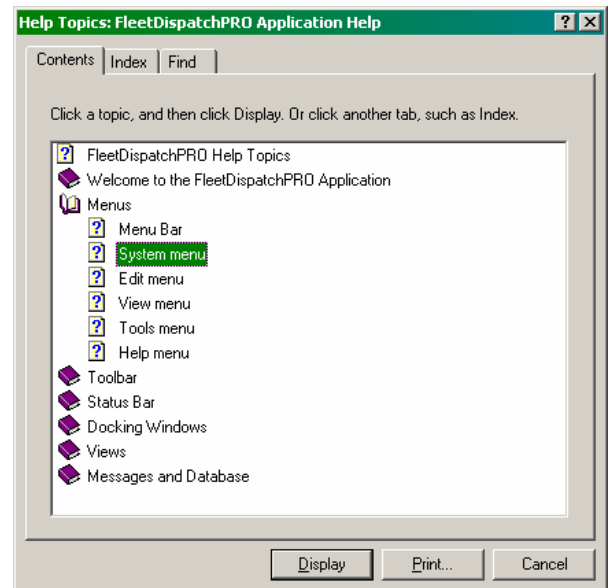 Help Topics: FleetDispatchPRO Application Help
Contents Index Find
Click a topic, and then click Display. Or click another tab, such as Index.
FleetDispatchPRO Help Topics
Welcome to the FleetDispatchPRO Application
Menus
Menu Bar
System menu
Edit menu
View menu
Tools menu
Help menu
Toolbar
Status Bar
Docking Windows
Views
Messages and Database
Display Print... Cancel